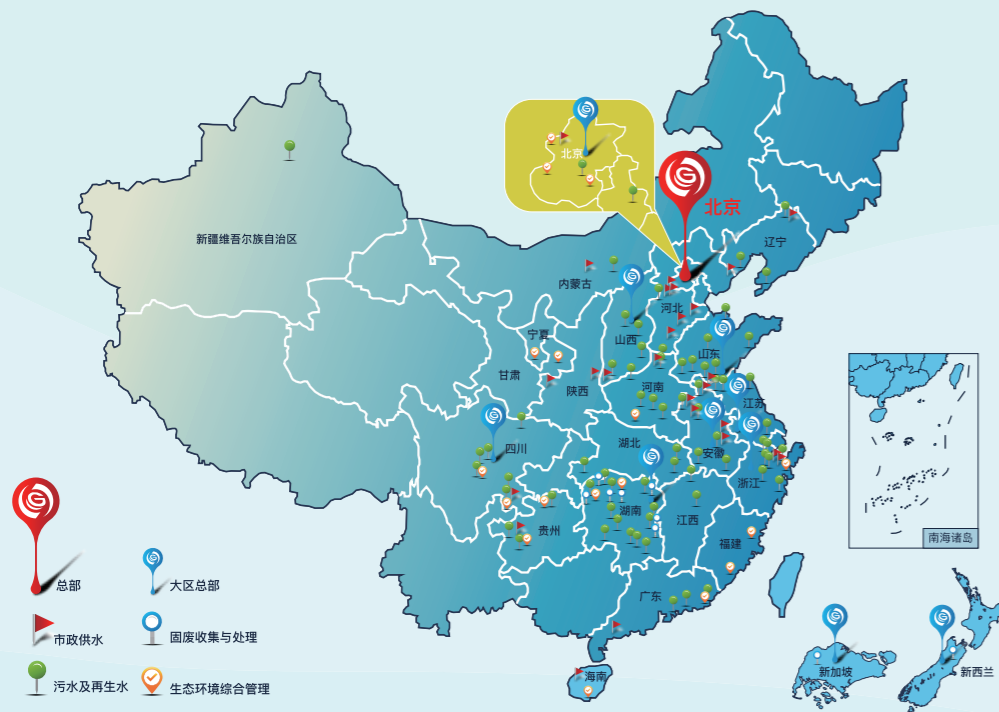 北京
北京
新疆维吾尔族自治区
辽宁
内蒙古
河北
宁夏
山西
山东
甘肃
陕西
河南
江苏
四川
湖北
安徽
浙江
湖南
江西
贵州
福建
南海诸岛
广东
海南
新加坡
新西兰
总部
大区总部
市政供水
固废收集与处理
污水及再生水
生态环境综合管理